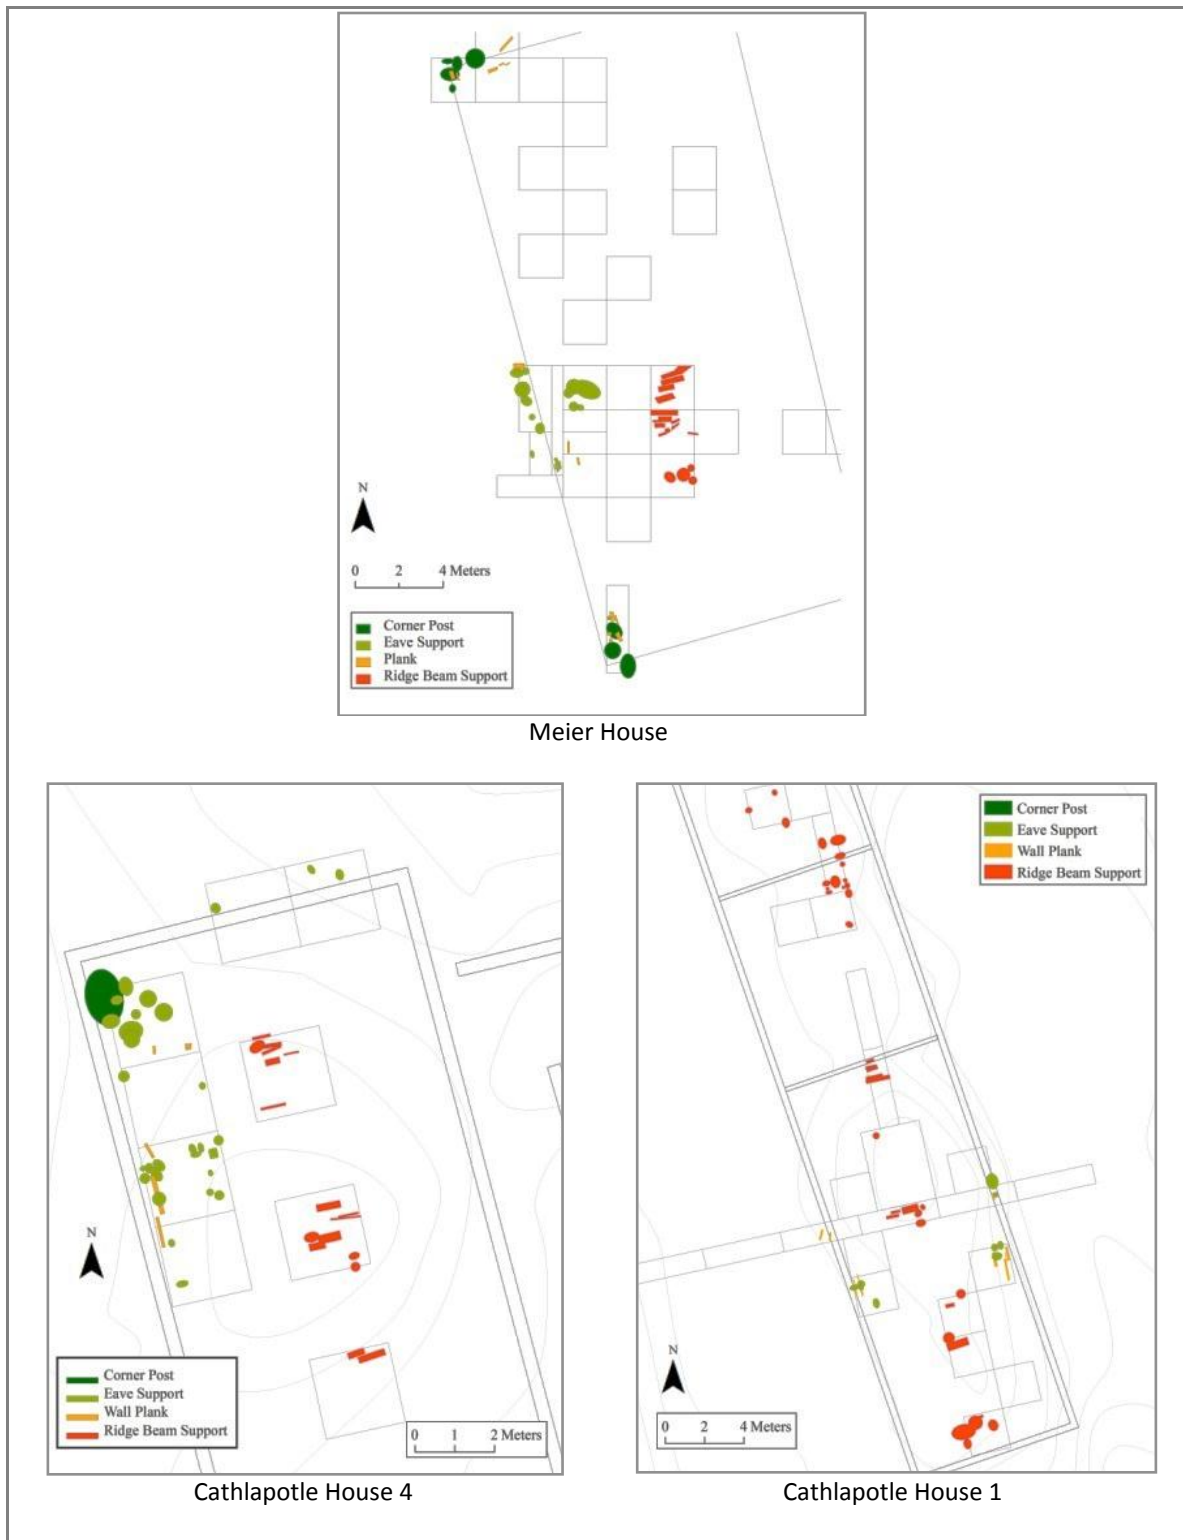 N
0 2 4 Meters
Corner Post
Eave Support
Plank
Ridge Beam Support
Meier House
N
Corner Post
Eave Support
Wall Plank
Ridge Beam Support
0 1 2 Meters
Cathlapotle House 4
Corner Post
Eave Support
Wall Plank
Ridge Beam Support
N
0 2 4 Meters
Cathlapotle House 1